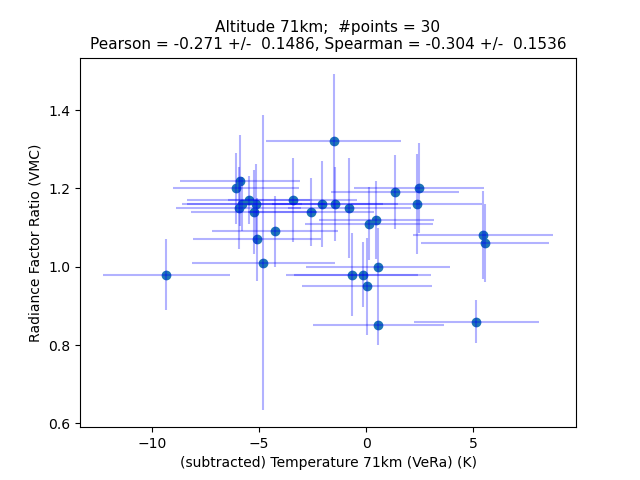 Altitude 71km;  #points = 30
Pearson = -0.271 +/-  0.1486, Spearman = -0.304 +/-  0.1536
Radiance Factor Ratio (VMC)
1.4
1.2
1.0
0.8
0.6
−10
−5
0
5
(subtracted) Temperature 71km (VeRa) (K)